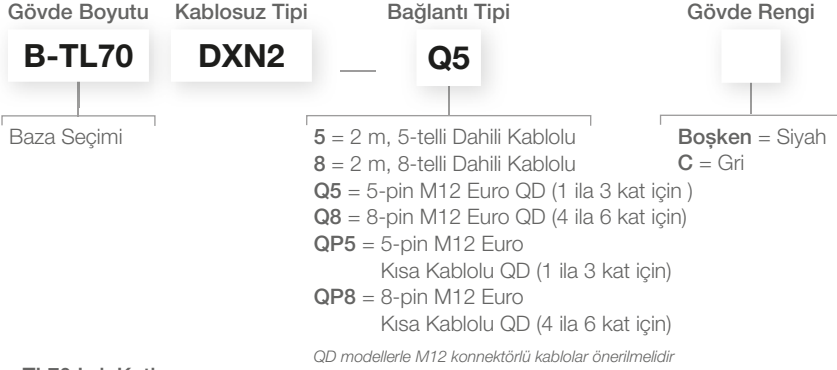 Gövde Boyutu Kablosuz Tipi Bağlantı Tipi Gövde Rengi
B-TL70 DXN2 Q5
Baza Seçimi
5 = 2 m, 5-telli Dahili Kablolu
8 = 2 m, 8-telli Dahili Kablolu
Q5 = 5-pin M12 Euro QD (1 ila 3 kat için )
Q8 = 8-pin M12 Euro QD (4 ila 6 kat için)
QP5 = 5-pin M12 Euro
Kısa Kablolu QD (1 ila 3 kat için)
QP8 = 8-pin M12 Euro
Kısa Kablolu QD (4 ila 6 kat için)
QD modellerle M12 konnektörlü kablolar önerilmelidir
Boşken = Siyah
C = Gri